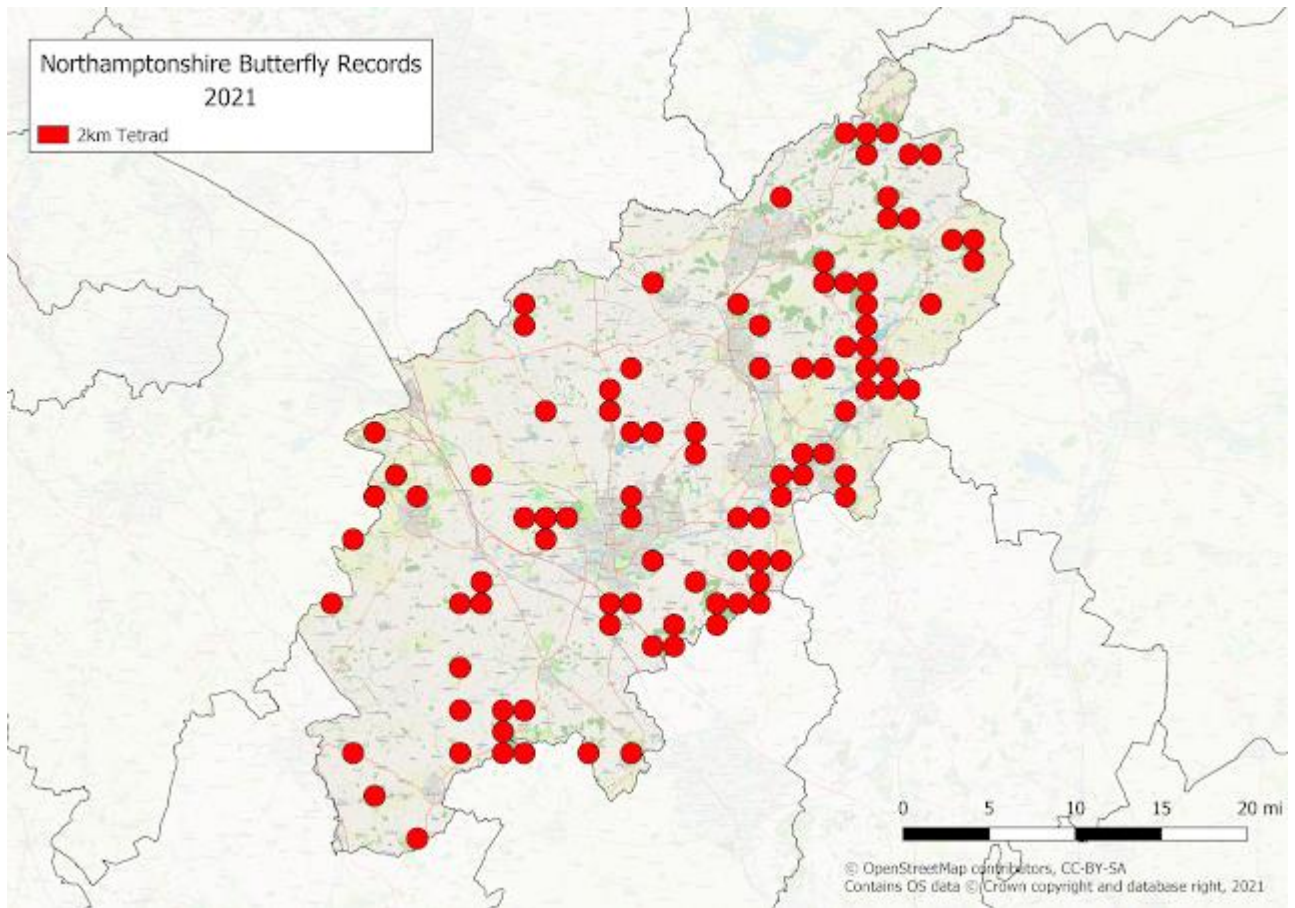 Northamptonshire Butterfly Records
2021
2km Tetrad
0 5 10 15 20 mi
© OpenStreetMap contributors, CC-BY-SA
Contains OS data © Crown copyright and database right, 2021